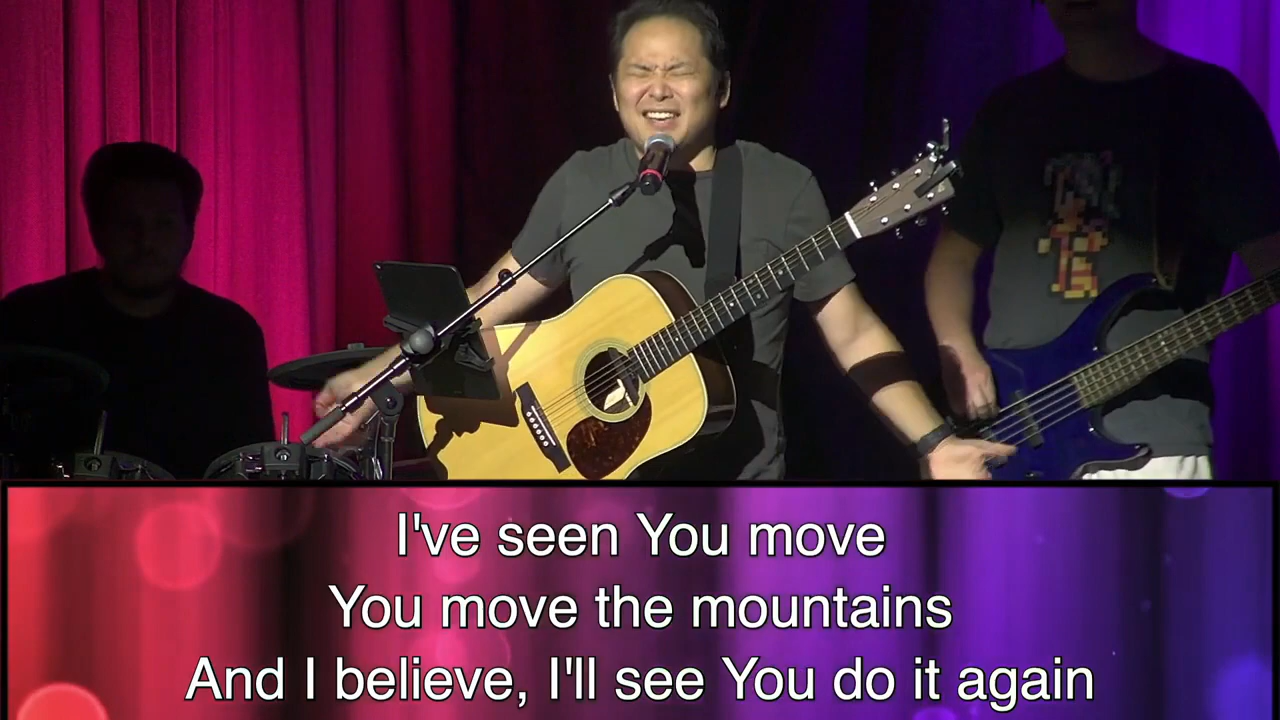 I've seen You move
You move the mountains
And I believe, I'll see You do it again